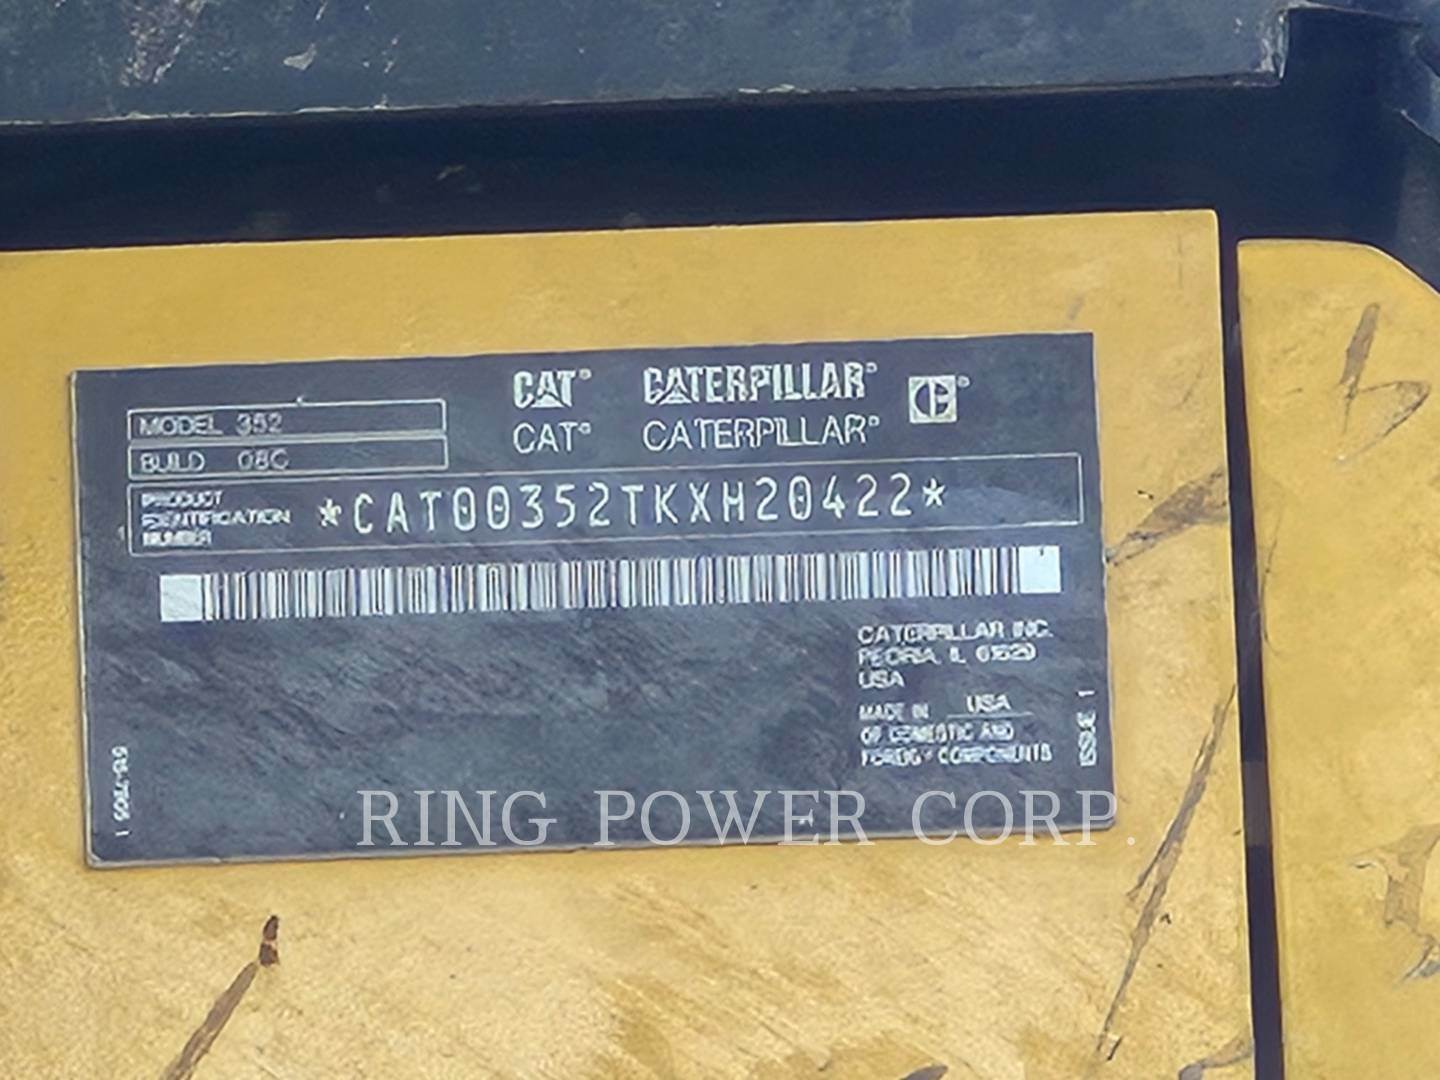 CAT® CATERPILLAR®
CAT® CATERPILLAR®
MODEL 352
BUILD 08C
PRODUCT
IDENTIFICATION
NUMBER
*CAT00352TKXH20422*
CATERPILLAR INC.
PEORIA, IL 61629
USA
MADE IN USA
OF DOMESTIC AND
FOREIGN COMPONENTS
ISSUE 1
RING POWER CORP.